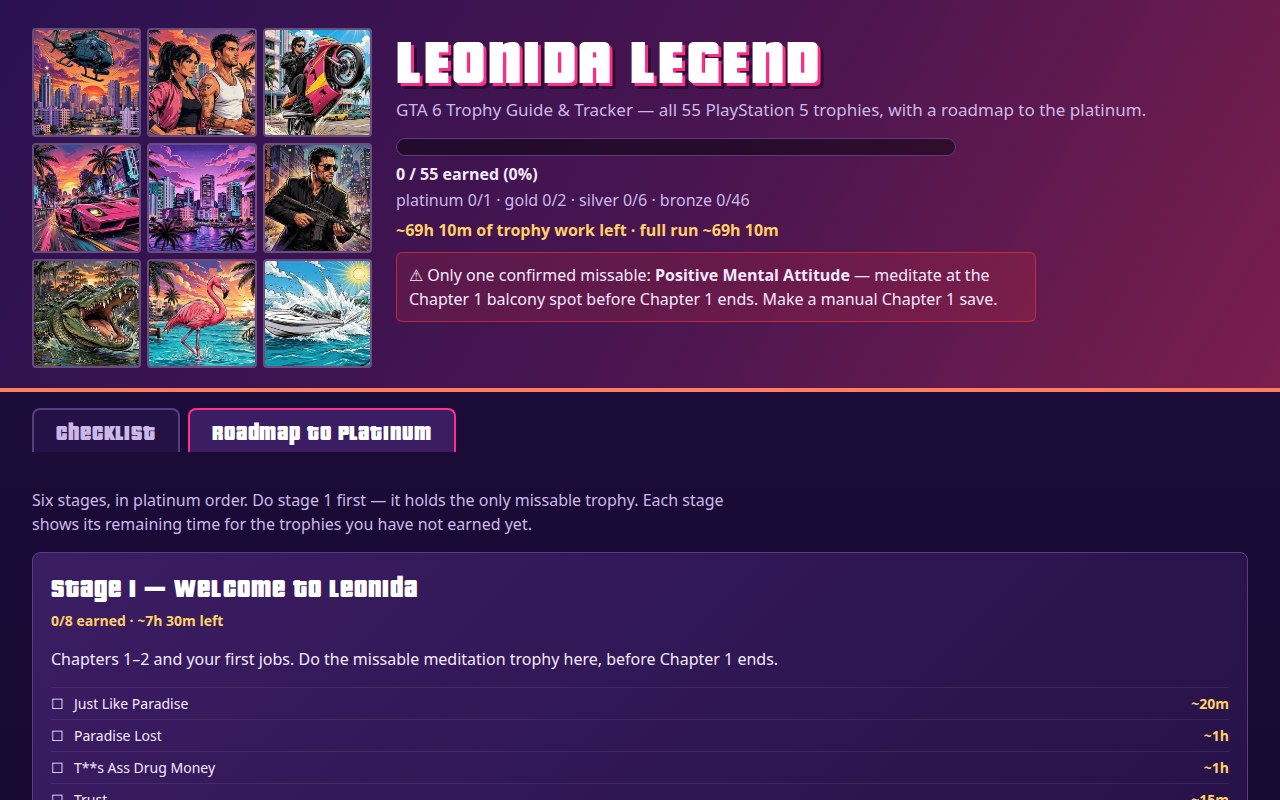 LEONIDA LEGEND
GTA 6 Trophy Guide & Tracker — all 55 PlayStation 5 trophies, with a roadmap to the platinum.
0 / 55 earned (0%)
platinum 0/1 · gold 0/2 · silver 0/6 · bronze 0/46
~69h 10m of trophy work left · full run ~69h 10m
⚠ Only one confirmed missable: Positive Mental Attitude — meditate at the
Chapter 1 balcony spot before Chapter 1 ends. Make a manual Chapter 1 save.
Checklist
Roadmap to Platinum
Six stages, in platinum order. Do stage 1 first — it holds the only missable trophy. Each stage
shows its remaining time for the trophies you have not earned yet.
Stage 1 — Welcome to Leonida
0/8 earned · ~7h 30m left
Chapters 1–2 and your first jobs. Do the missable meditation trophy here, before Chapter 1 ends.
☐ Just Like Paradise ~20m
☐ Paradise Lost ~1h
☐ T**s Ass Drug Money ~1h
☐ Trust ~15m